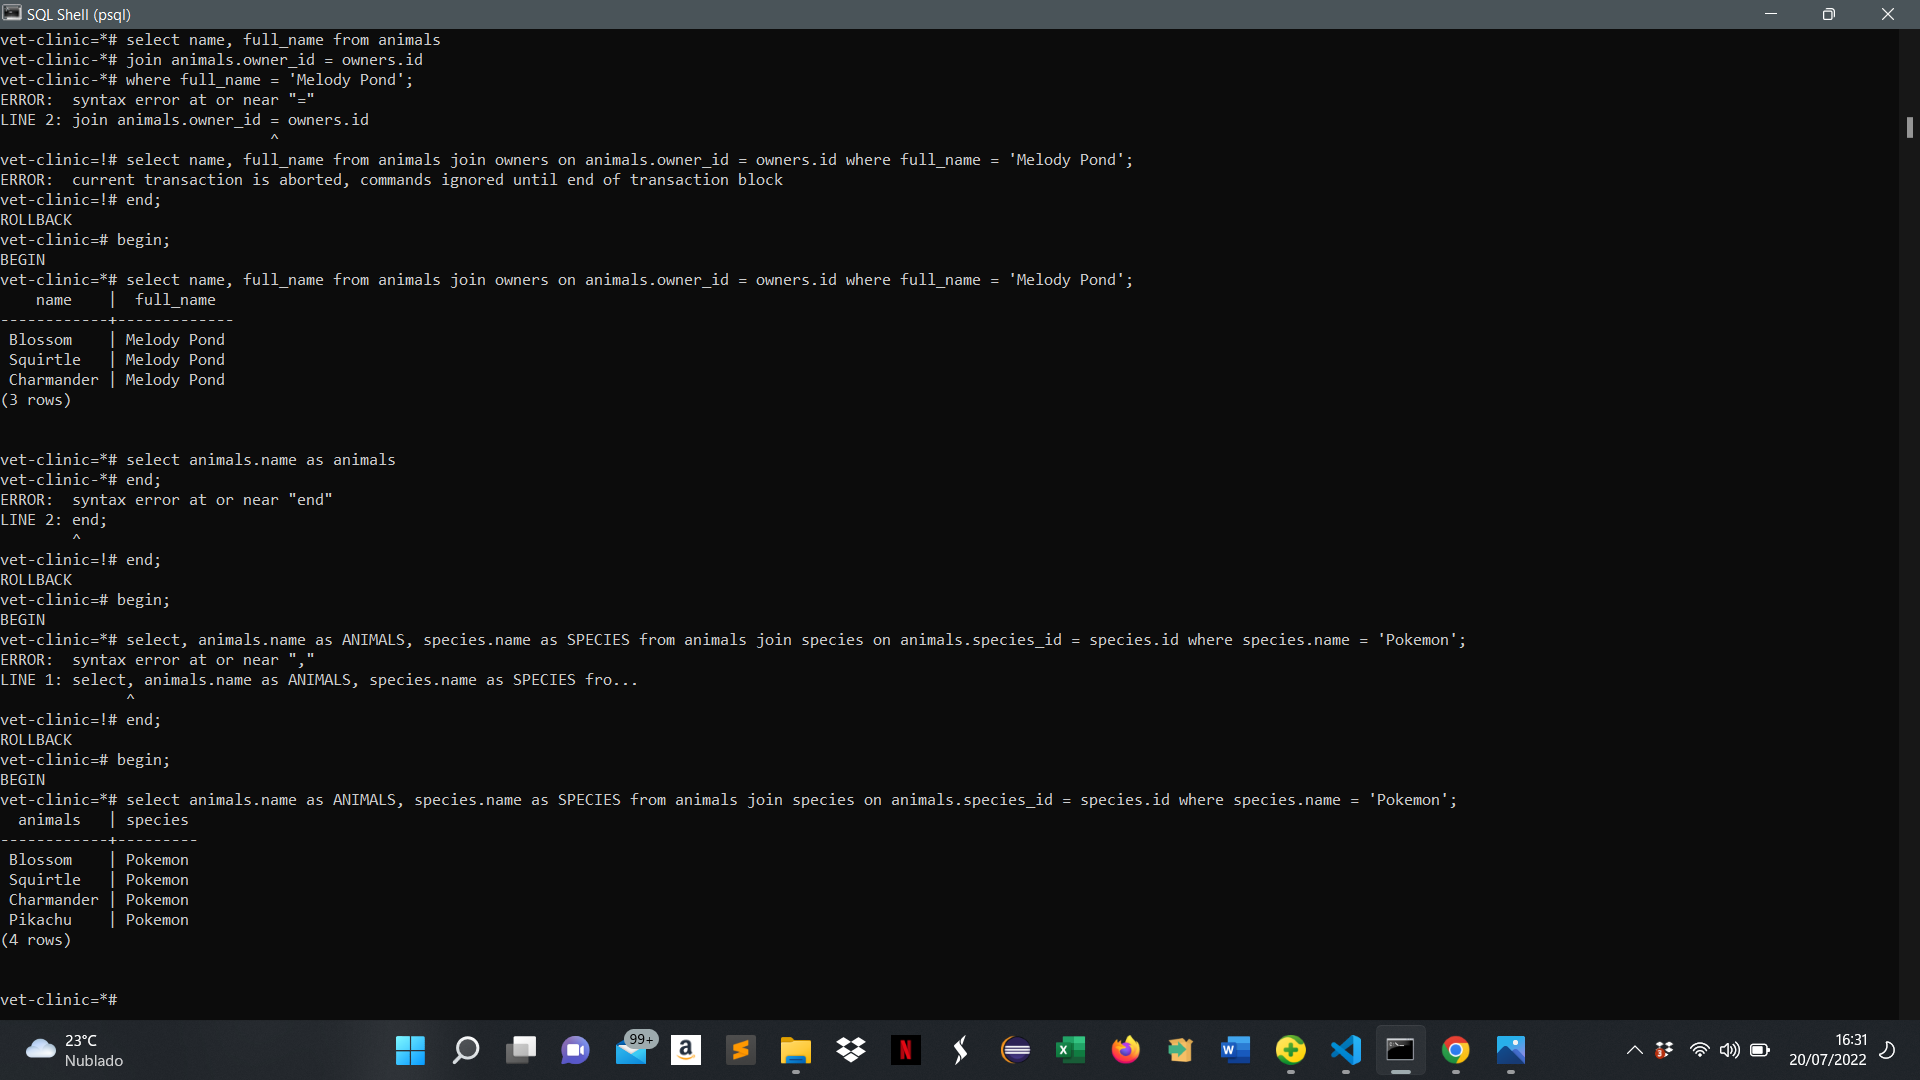 SQL Shell (psql)
vet-clinic=*# select name, full_name from animals
vet-clinic-*# join animals.owner_id = owners.id
vet-clinic-*# where full_name = 'Melody Pond';
ERROR:  syntax error at or near "="
LINE 2: join animals.owner_id = owners.id
^
vet-clinic=!# select name, full_name from animals join owners on animals.owner_id = owners.id where full_name = 'Melody Pond';
ERROR:  current transaction is aborted, commands ignored until end of transaction block
vet-clinic=!# end;
ROLLBACK
vet-clinic=# begin;
BEGIN
vet-clinic=*# select name, full_name from animals join owners on animals.owner_id = owners.id where full_name = 'Melody Pond';
name    |  full_name
------------+-------------
Blossom    | Melody Pond
Squirtle   | Melody Pond
Charmander | Melody Pond
(3 rows)
vet-clinic=*# select animals.name as animals
vet-clinic-*# end;
ERROR:  syntax error at or near "end"
LINE 2: end;
^
vet-clinic=!# end;
ROLLBACK
vet-clinic=# begin;
BEGIN
vet-clinic=*# select, animals.name as ANIMALS, species.name as SPECIES from animals join species on animals.species_id = species.id where species.name = 'Pokemon';
ERROR:  syntax error at or near ","
LINE 1: select, animals.name as ANIMALS, species.name as SPECIES fro...
^
vet-clinic=!# end;
ROLLBACK
vet-clinic=# begin;
BEGIN
vet-clinic=*# select animals.name as ANIMALS, species.name as SPECIES from animals join species on animals.species_id = species.id where species.name = 'Pokemon';
animals   | species
------------+---------
Blossom    | Pokemon
Squirtle   | Pokemon
Charmander | Pokemon
Pikachu    | Pokemon
(4 rows)
vet-clinic=*#
23°C
Nublado
99+
16:31
20/07/2022